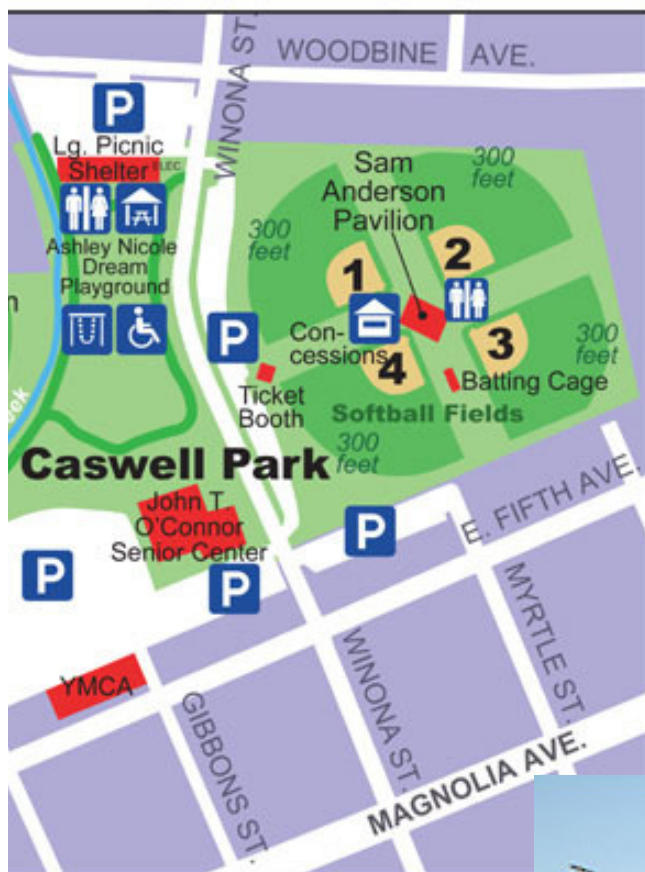 WOODBINE AVE.
WINONA ST.
P
Lg. Picnic
Shelter ELEC.
Ashley Nicole
Dream
Playground
300
feet
Sam
Anderson
Pavilion
300
feet
1
2
Con-
cessions
4
3
300
feet
P
Ticket
Booth
Batting Cage
Softball Fields
300
feet
Caswell Park
John T.
O'Connor
Senior Center
P
P
P
E. FIFTH AVE.
YMCA
GIBBONS ST.
WINONA ST.
MYRTLE ST.
MAGNOLIA AVE.